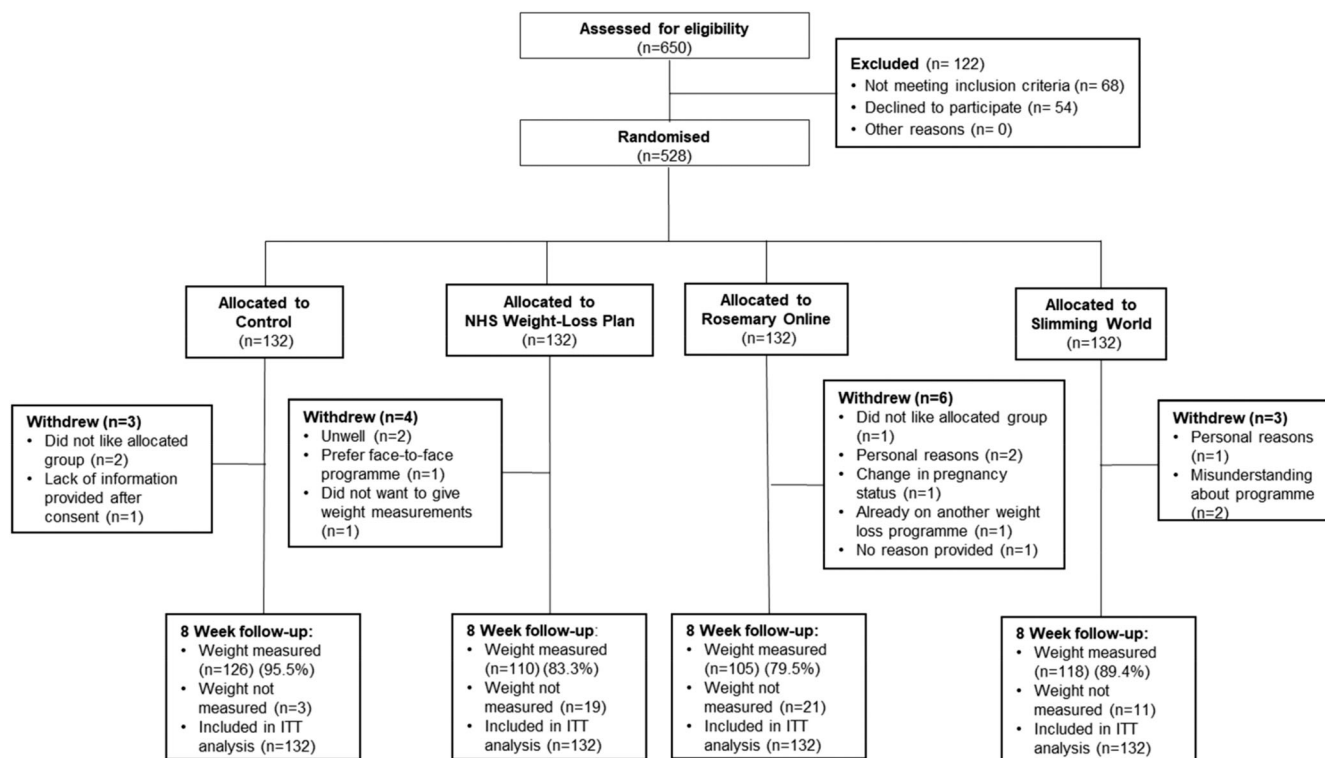 Assessed for eligibility
(n=650)
Excluded (n= 122)
• Not meeting inclusion criteria (n= 68)
• Declined to participate (n= 54)
• Other reasons (n= 0)
Randomised
(n=528)
Allocated to
Control
(n=132)
Allocated to
NHS Weight-Loss Plan
(n=132)
Allocated to
Rosemary Online
(n=132)
Allocated to
Slimming World
(n=132)
Withdrew (n=3)
• Did not like allocated
group (n=2)
• Lack of information
provided after
consent (n=1)
Withdrew (n=4)
• Unwell (n=2)
• Prefer face-to-face
programme (n=1)
• Did not want to give
weight measurements
(n=1)
Withdrew (n=6)
• Did not like allocated group
(n=1)
• Personal reasons (n=2)
• Change in pregnancy
status (n=1)
• Already on another weight
loss programme (n=1)
• No reason provided (n=1)
Withdrew (n=3)
• Personal reasons
(n=1)
• Misunderstanding
about programme
(n=2)
8 Week follow-up:
• Weight measured
(n=126) (95.5%)
• Weight not
measured (n=3)
• Included in ITT
analysis (n=132)
8 Week follow-up:
• Weight measured
(n=110) (83.3%)
• Weight not
measured (n=19)
• Included in ITT
analysis (n=132)
8 Week follow-up:
• Weight measured
(n=105) (79.5%)
• Weight not
measured (n=21)
• Included in ITT
analysis (n=132)
8 Week follow-up:
• Weight measured
(n=118) (89.4%)
• Weight not
measured (n=11)
• Included in ITT
analysis (n=132)